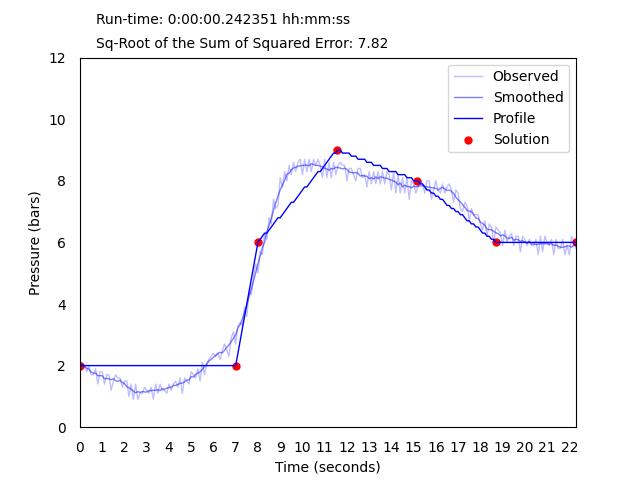 Run-time: 0:00:00.242351 hh:mm:ss
Sq-Root of the Sum of Squared Error: 7.82
12
10
8
6
4
2
0
Pressure (bars)
Observed
Smoothed
Profile
Solution
0 1 2 3 4 5 6 7 8 9 10 11 12 13 14 15 16 17 18 19 20 21 22
Time (seconds)